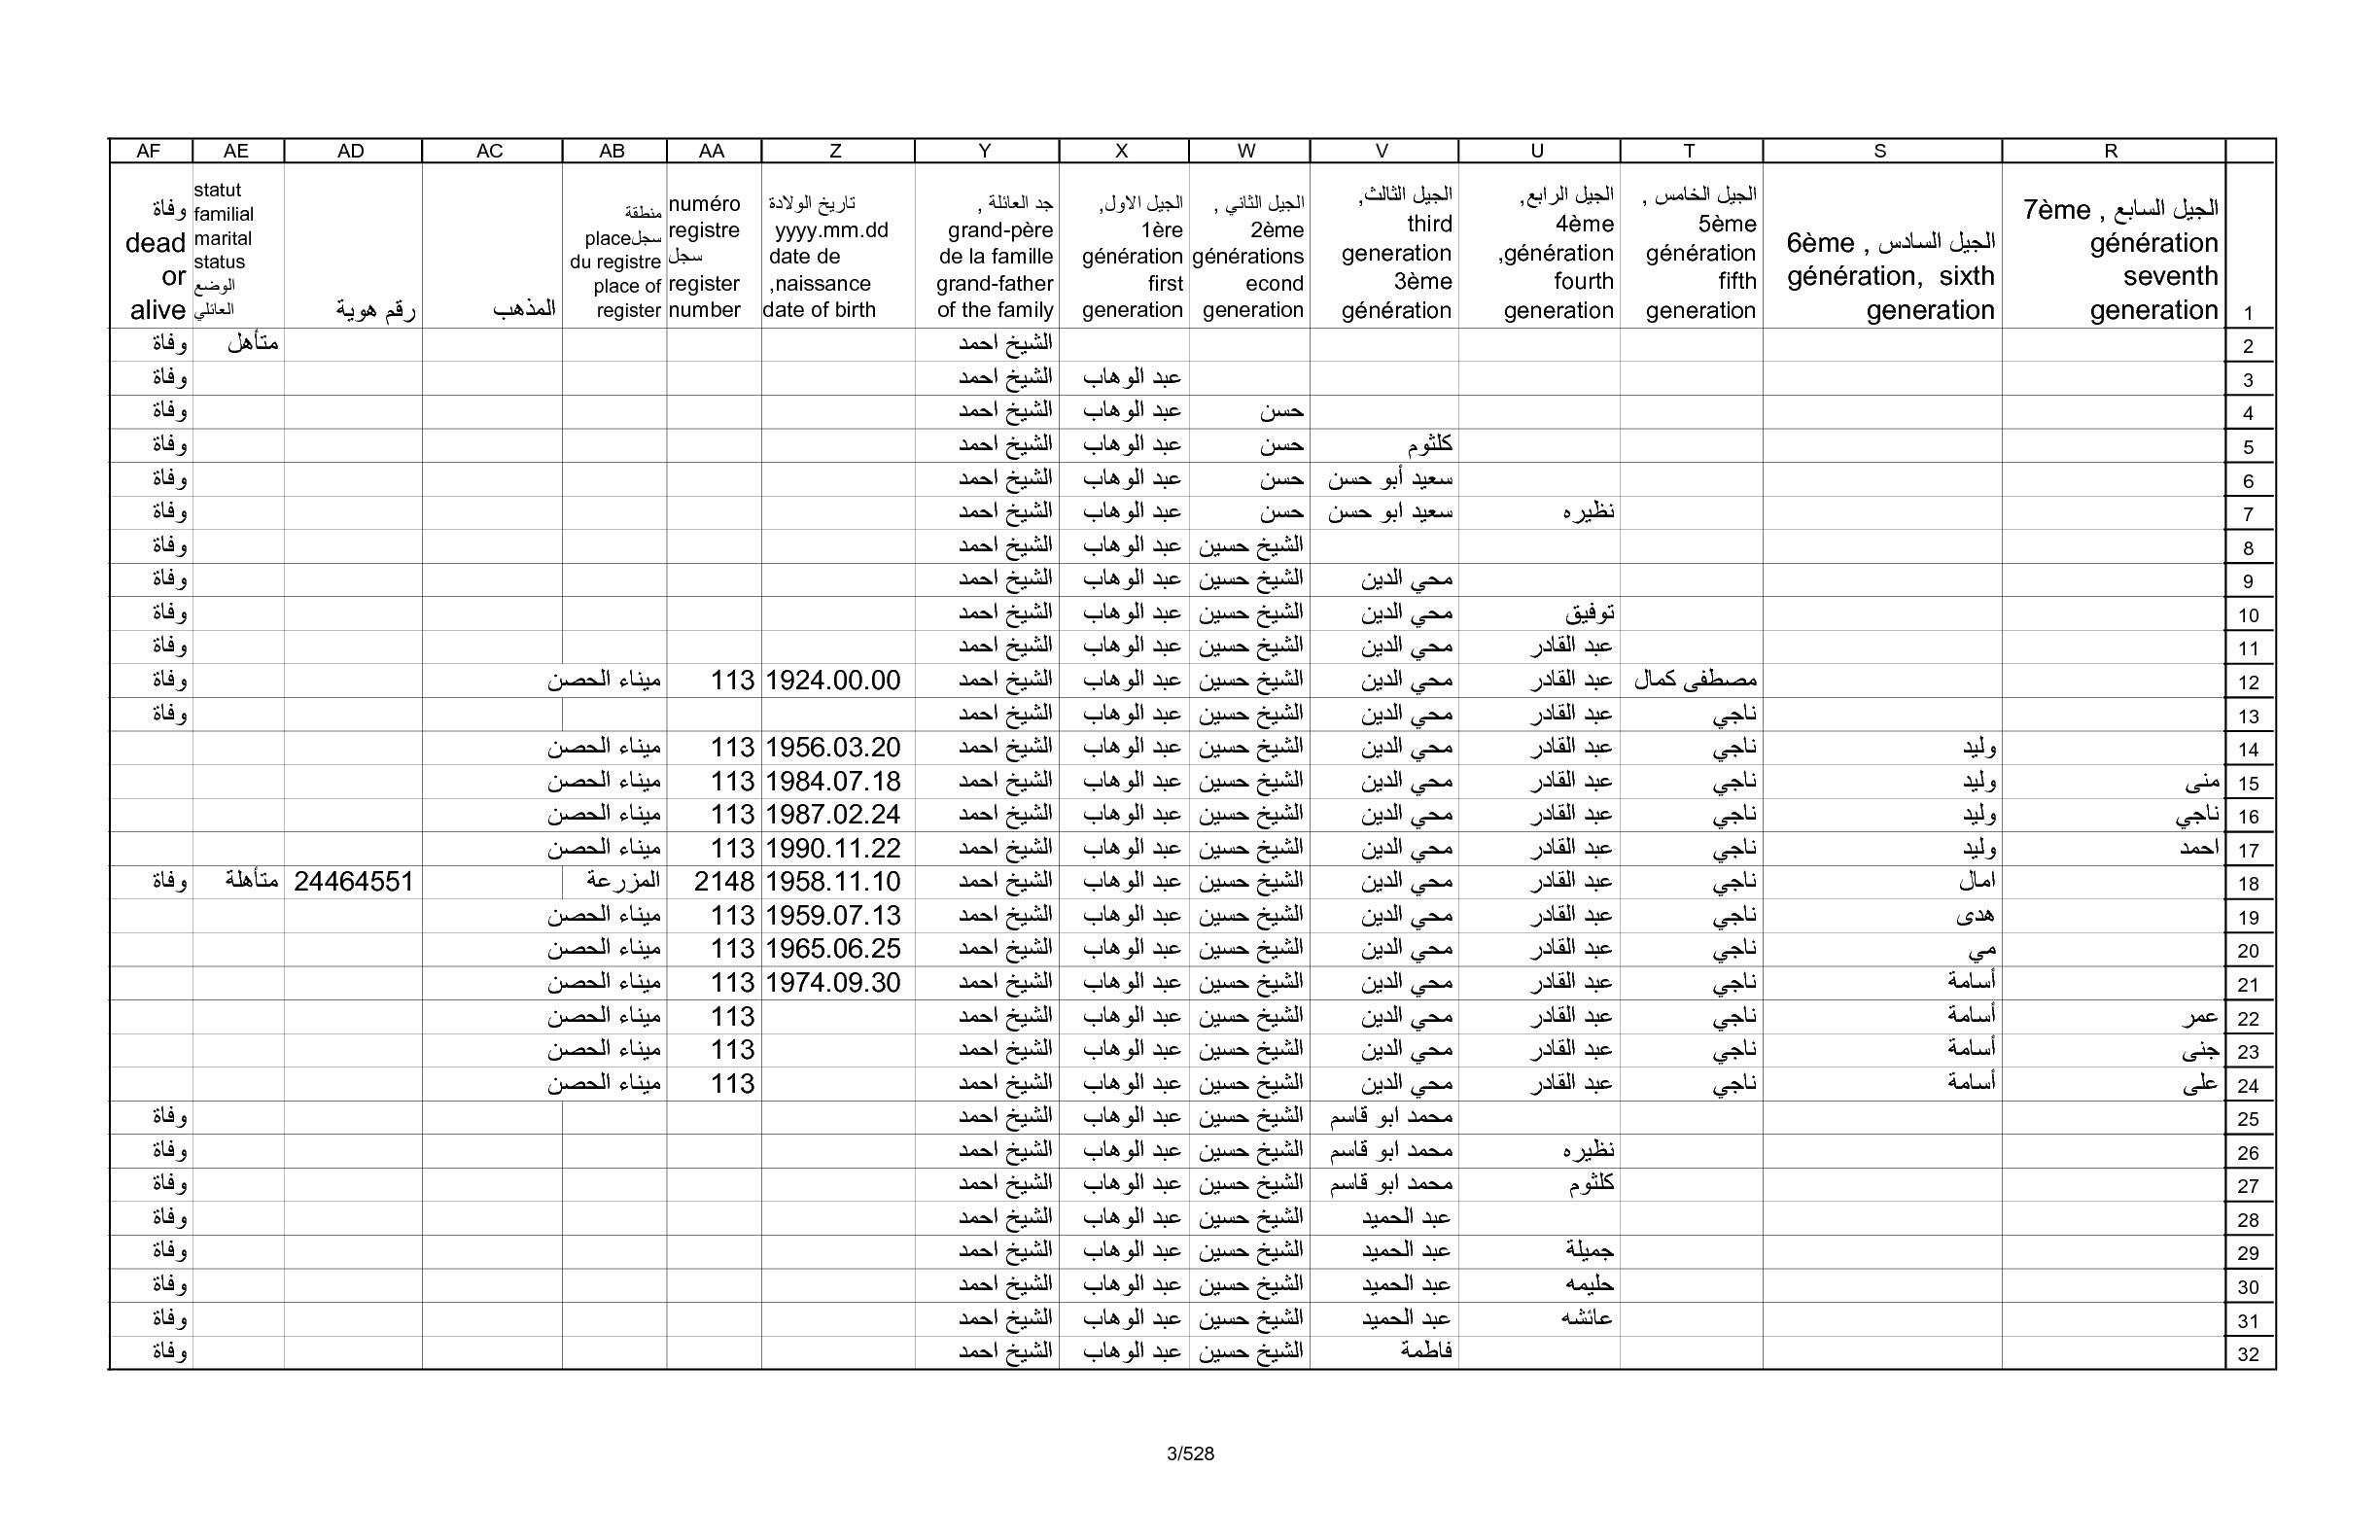 R S T U V W X Y Z AA AB AC AD AE AF
1 الجيل السابع , 7ème génération seventh generation الجيل السادس , 6ème génération, sixth generation الجيل الخامس , 5ème génération fifth generation الجيل الرابع, 4ème génération, fourth generation الجيل الثالث, third generation 3ème génération الجيل الثاني , 2ème générations econd generation الجيل الاول, 1ère génération first generation جد العائلة , grand-père de la famille grand-father of the family تاريخ الولادة yyyy.mm.dd date de naissance, date of birth numéro registre سجل register number منطقة سجل place du registre place of register المذهب رقم هوية statut familial marital status الوضع العائلي وفاة dead or alive
2 الشيخ احمد متأهل وفاة
3 عبد الوهاب الشيخ احمد وفاة
4 حسن عبد الوهاب الشيخ احمد وفاة
5 كلثوم حسن عبد الوهاب الشيخ احمد وفاة
6 سعيد أبو حسن حسن عبد الوهاب الشيخ احمد وفاة
7 نظيره سعيد ابو حسن حسن عبد الوهاب الشيخ احمد وفاة
8 الشيخ حسين عبد الوهاب الشيخ احمد وفاة
9 محي الدين الشيخ حسين عبد الوهاب الشيخ احمد وفاة
10 توفيق محي الدين الشيخ حسين عبد الوهاب الشيخ احمد وفاة
11 عبد القادر محي الدين الشيخ حسين عبد الوهاب الشيخ احمد وفاة
12 مصطفى كمال عبد القادر محي الدين الشيخ حسين عبد الوهاب الشيخ احمد 1924.00.00 113 ميناء الحصن وفاة
13 ناجي عبد القادر محي الدين الشيخ حسين عبد الوهاب الشيخ احمد وفاة
14 وليد ناجي عبد القادر محي الدين الشيخ حسين عبد الوهاب الشيخ احمد 1956.03.20 113 ميناء الحصن
15 منى وليد ناجي عبد القادر محي الدين الشيخ حسين عبد الوهاب الشيخ احمد 1984.07.18 113 ميناء الحصن
16 ناجي وليد ناجي عبد القادر محي الدين الشيخ حسين عبد الوهاب الشيخ احمد 1987.02.24 113 ميناء الحصن
17 احمد وليد ناجي عبد القادر محي الدين الشيخ حسين عبد الوهاب الشيخ احمد 1990.11.22 113 ميناء الحصن
18 امال ناجي عبد القادر محي الدين الشيخ حسين عبد الوهاب الشيخ احمد 1958.11.10 2148 المزرعة 24464551 متأهلة وفاة
19 هدى ناجي عبد القادر محي الدين الشيخ حسين عبد الوهاب الشيخ احمد 1959.07.13 113 ميناء الحصن
20 مي ناجي عبد القادر محي الدين الشيخ حسين عبد الوهاب الشيخ احمد 1965.06.25 113 ميناء الحصن
21 أسامة ناجي عبد القادر محي الدين الشيخ حسين عبد الوهاب الشيخ احمد 1974.09.30 113 ميناء الحصن
22 عمر أسامة ناجي عبد القادر محي الدين الشيخ حسين عبد الوهاب الشيخ احمد 113 ميناء الحصن
23 جنى أسامة ناجي عبد القادر محي الدين الشيخ حسين عبد الوهاب الشيخ احمد 113 ميناء الحصن
24 على أسامة ناجي عبد القادر محي الدين الشيخ حسين عبد الوهاب الشيخ احمد 113 ميناء الحصن
25 محمد ابو قاسم الشيخ حسين عبد الوهاب الشيخ احمد وفاة
26 نظيره محمد ابو قاسم الشيخ حسين عبد الوهاب الشيخ احمد وفاة
27 كلثوم محمد ابو قاسم الشيخ حسين عبد الوهاب الشيخ احمد وفاة
28 عبد الحميد الشيخ حسين عبد الوهاب الشيخ احمد وفاة
29 جميلة عبد الحميد الشيخ حسين عبد الوهاب الشيخ احمد وفاة
30 حليمه عبد الحميد الشيخ حسين عبد الوهاب الشيخ احمد وفاة
31 عائشه عبد الحميد الشيخ حسين عبد الوهاب الشيخ احمد وفاة
32 فاطمة الشيخ حسين عبد الوهاب الشيخ احمد وفاة
3/528